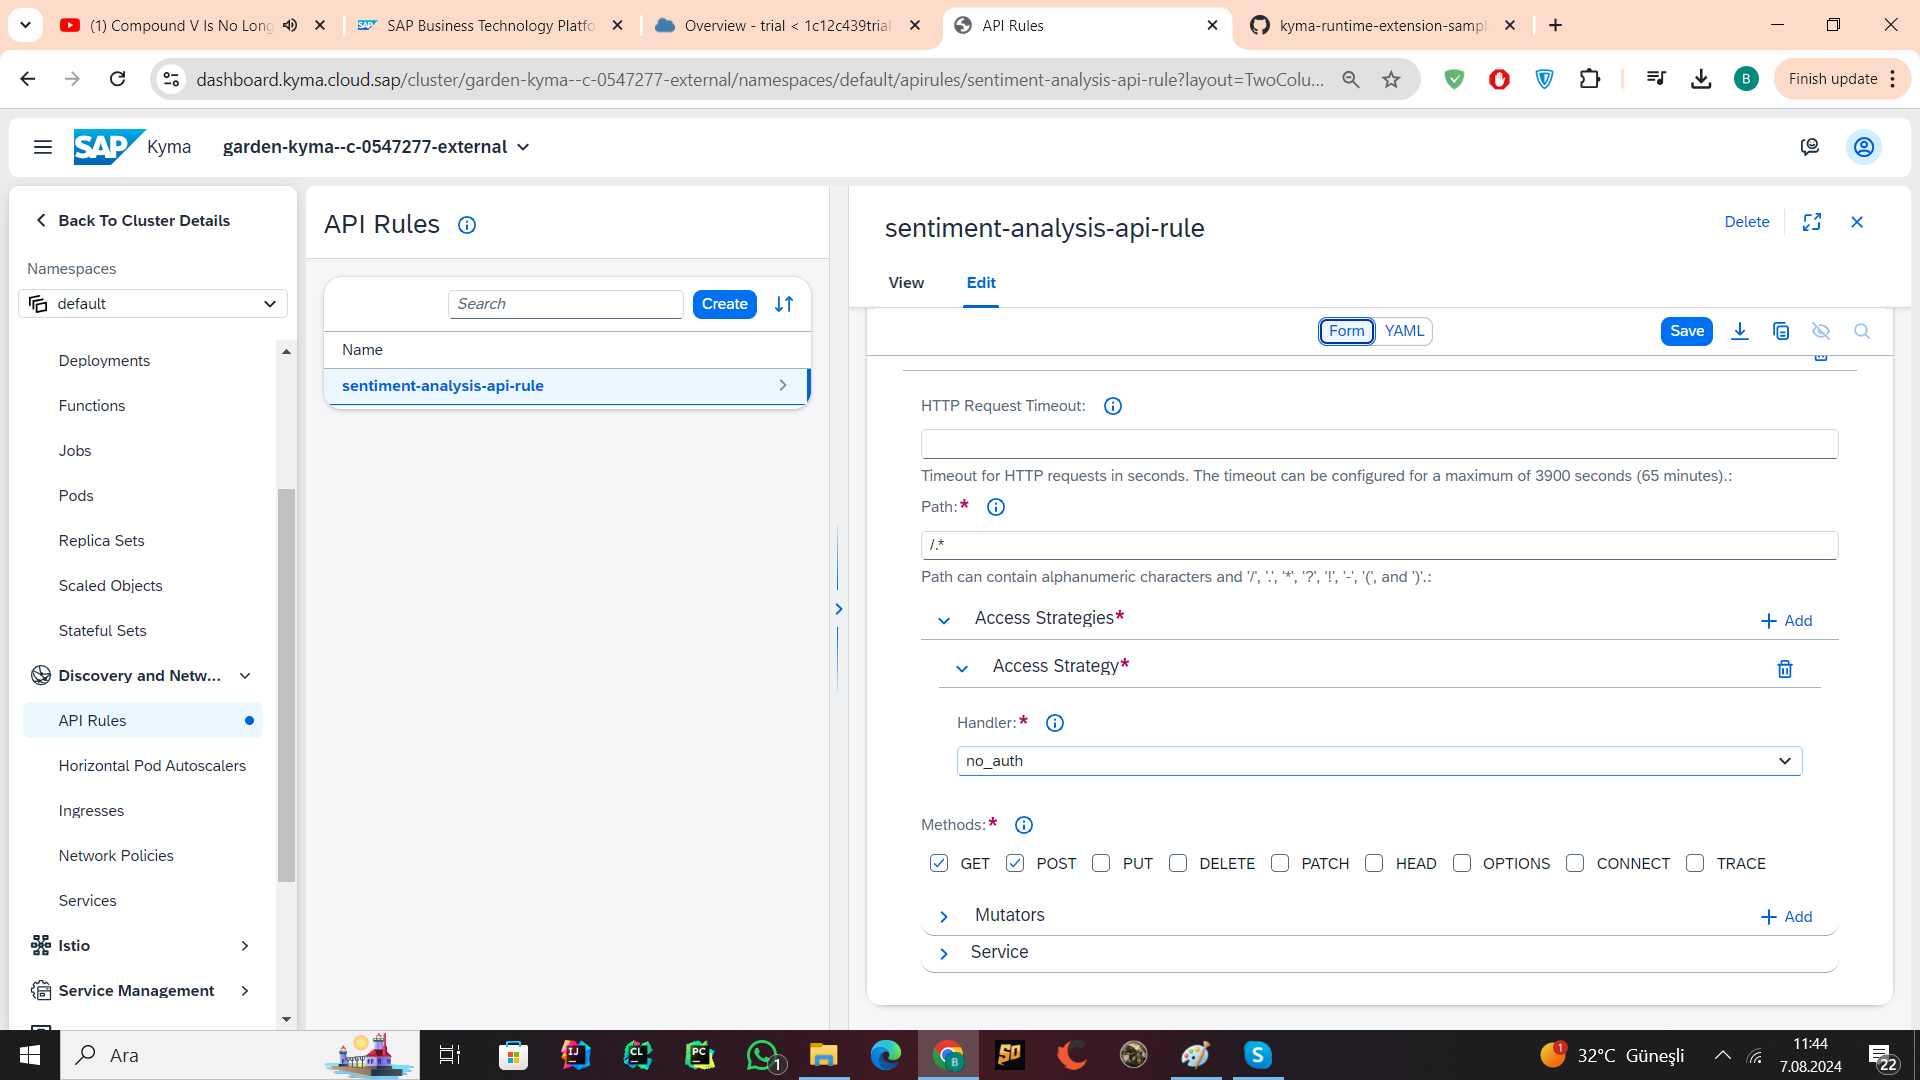 (1) Compound V Is No Long
SAP Business Technology Platfo
Overview - trial < 1c12c439trial
API Rules
kyma-runtime-extension-sampl
dashboard.kyma.cloud.sap/cluster/garden-kyma--c-0547277-external/namespaces/default/apirules/sentiment-analysis-api-rule?layout=TwoColu...
B
Finish update
SAP
Kyma
garden-kyma--c-0547277-external
Back To Cluster Details
Namespaces
default
Deployments
Functions
Jobs
Pods
Replica Sets
Scaled Objects
Stateful Sets
Discovery and Netw...
API Rules
Horizontal Pod Autoscalers
Ingresses
Network Policies
Services
Istio
Service Management
API Rules
Search
Create
Name
sentiment-analysis-api-rule
sentiment-analysis-api-rule
Delete
View
Edit
Form
YAML
Save
HTTP Request Timeout:
Timeout for HTTP requests in seconds. The timeout can be configured for a maximum of 3900 seconds (65 minutes).:
Path:*
/.*
Path can contain alphanumeric characters and '/', '.', '*', '?', '!', '-', '(', and ')'.:
Access Strategies*
Add
Access Strategy*
Handler:*
no_auth
Methods:*
GET POST PUT DELETE PATCH HEAD OPTIONS CONNECT TRACE
Mutators
Add
Service
Ara
IJ
CL
PC
1
B
SO
S
1
32°C Güneşli
11:44
7.08.2024
22